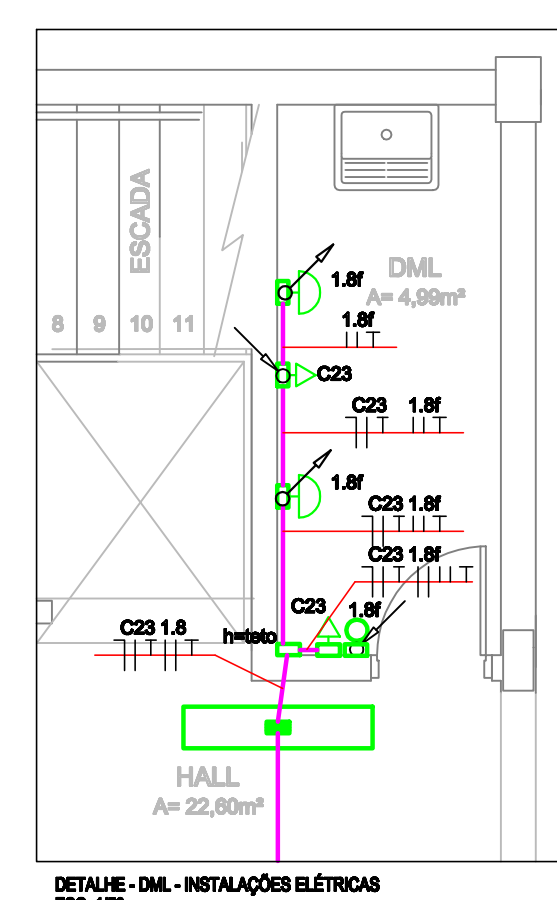 ESCADA
8 9 10 11
DML
A= 4,99m²
1.8f
1.8f
C23
C23 1.8f
1.8f
C23 1.8f
C23 1.8f
C23 1.8f
C23 1.8
h=teto
HALL
A= 22,60m²
DETALHE - DML - INSTALAÇÕES ELÉTRICAS